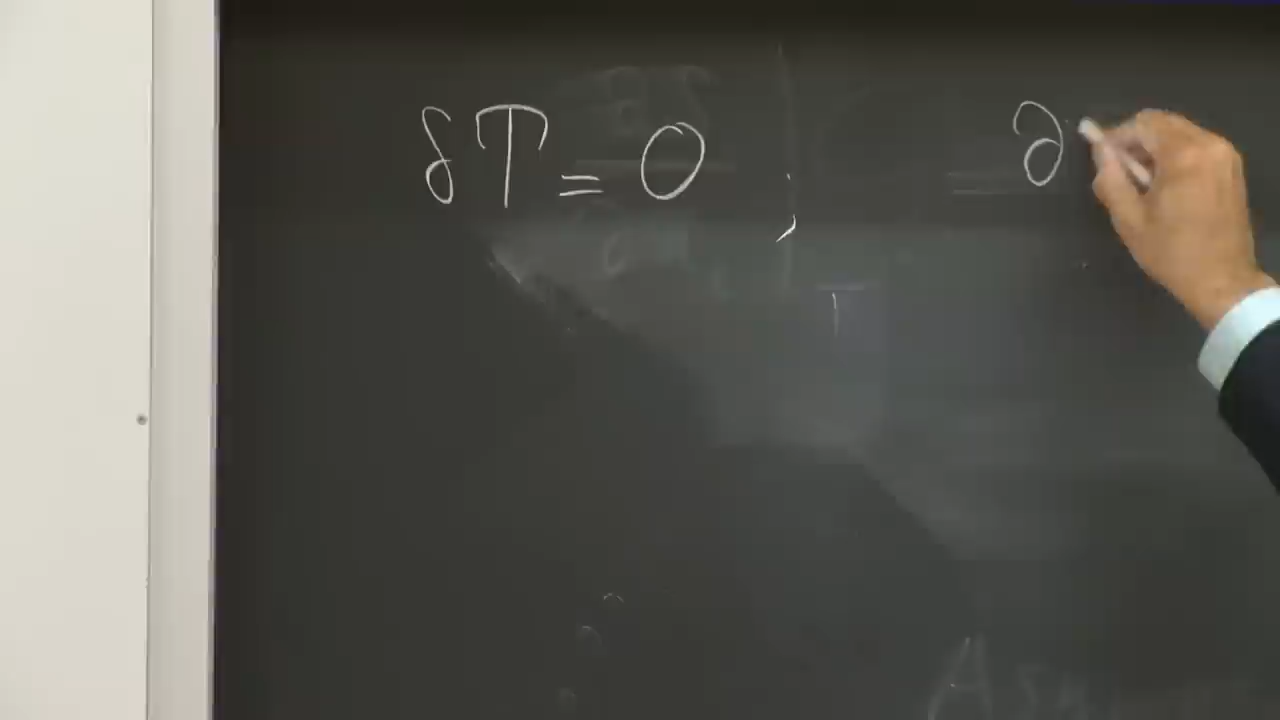 δT = 0 ; ∂